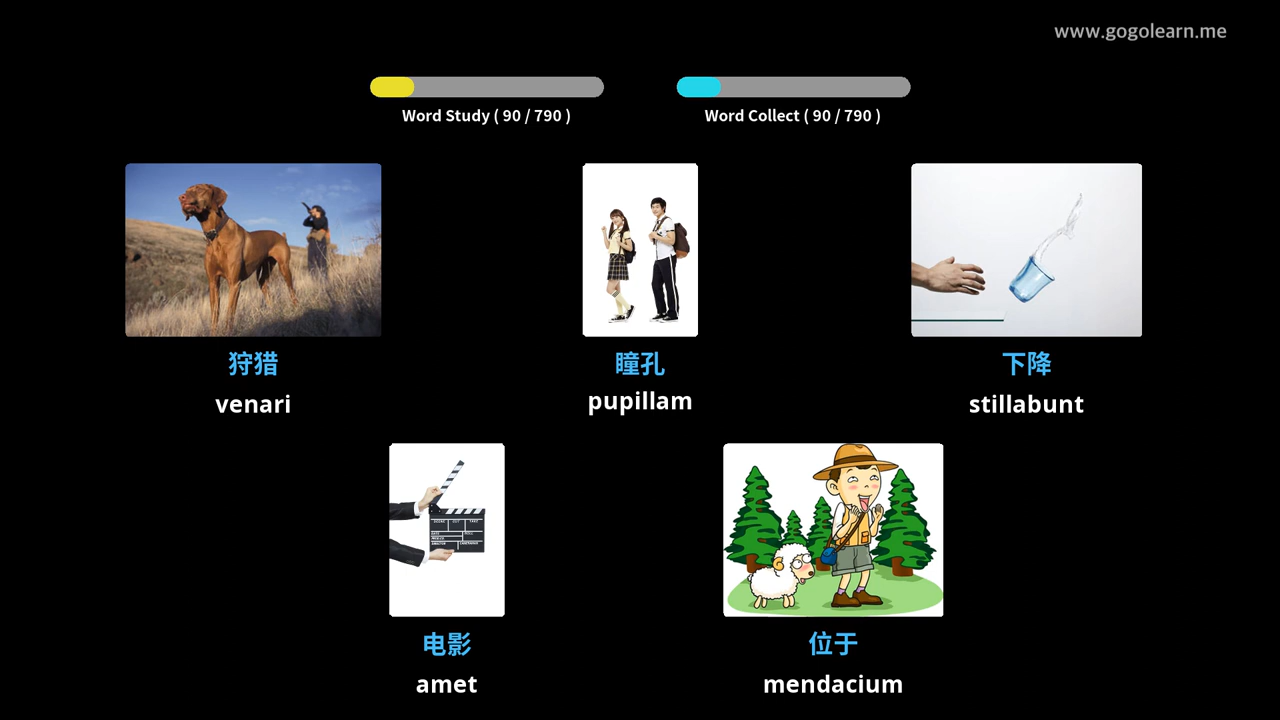 www.gogolearn.me
Word Study ( 90 / 790 )
Word Collect ( 90 / 790 )
狩猎
venari
瞳孔
pupillam
下降
stillabunt
电影
amet
位于
mendacium